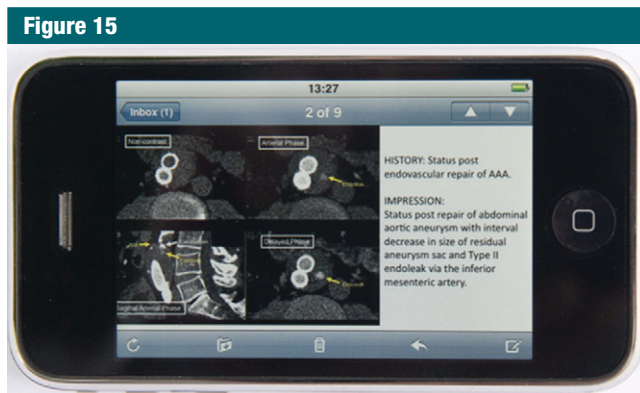 Figure 15
13:27
Inbox (1)
2 of 9
Non-contrast
Arterial Phase
Endoleak
HISTORY: Status post
endovascular repair of AAA.
IMPRESSION:
Status post repair of abdominal
aortic aneurysm with interval
decrease in size of residual
aneurysm sac and Type II
endoleak via the inferior
mesenteric artery.
Delayed Phase
Endoleak
Sagittal Arterial Phase